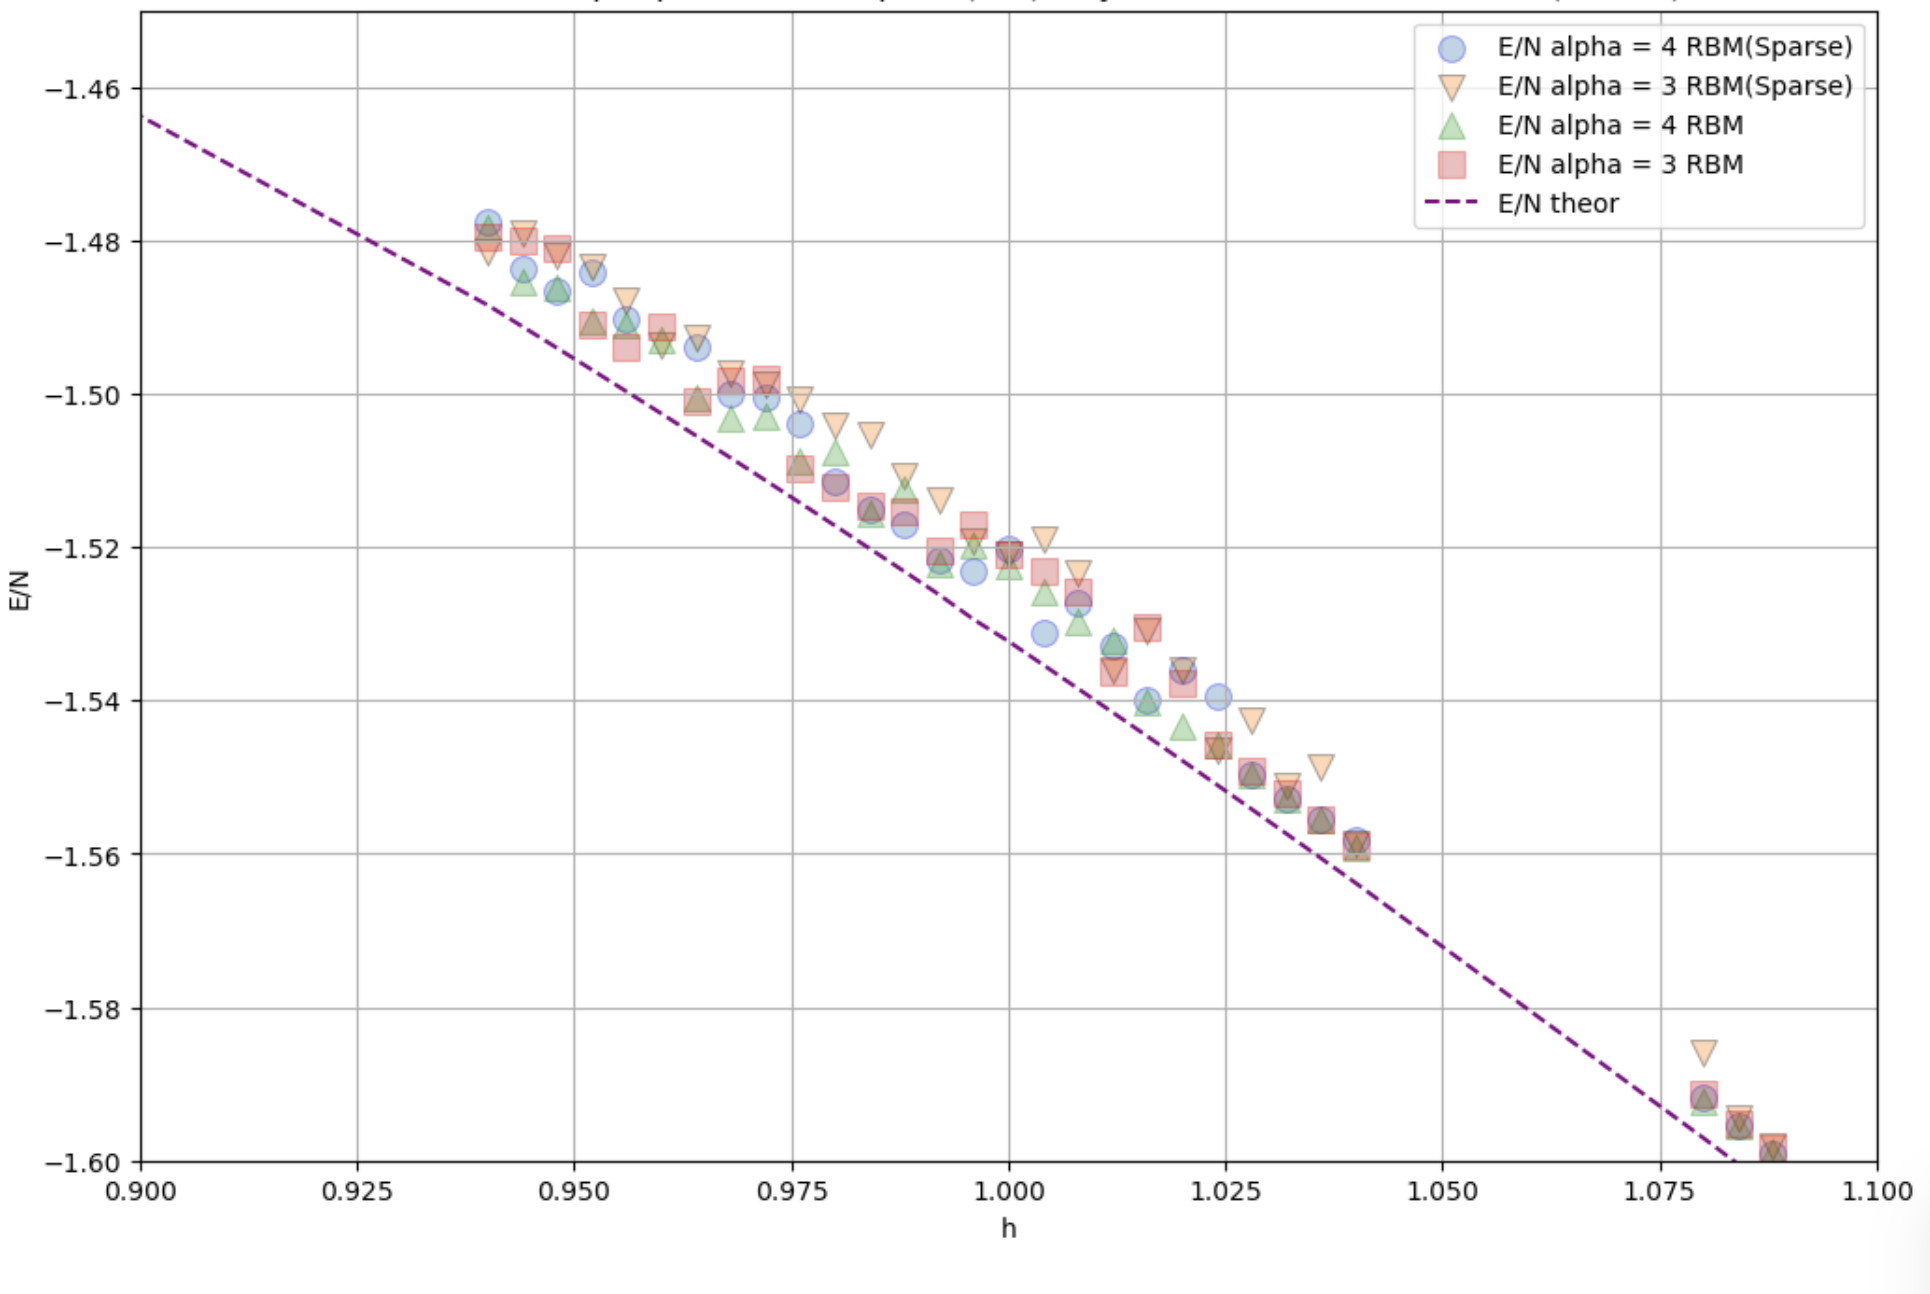 E/N alpha = 4 RBM(Sparse)
E/N alpha = 3 RBM(Sparse)
E/N alpha = 4 RBM
E/N alpha = 3 RBM
E/N theor
−1.46
−1.48
−1.50
−1.52
−1.54
−1.56
−1.58
−1.60
E/N
0.900 0.925 0.950 0.975 1.000 1.025 1.050 1.075 1.100
h